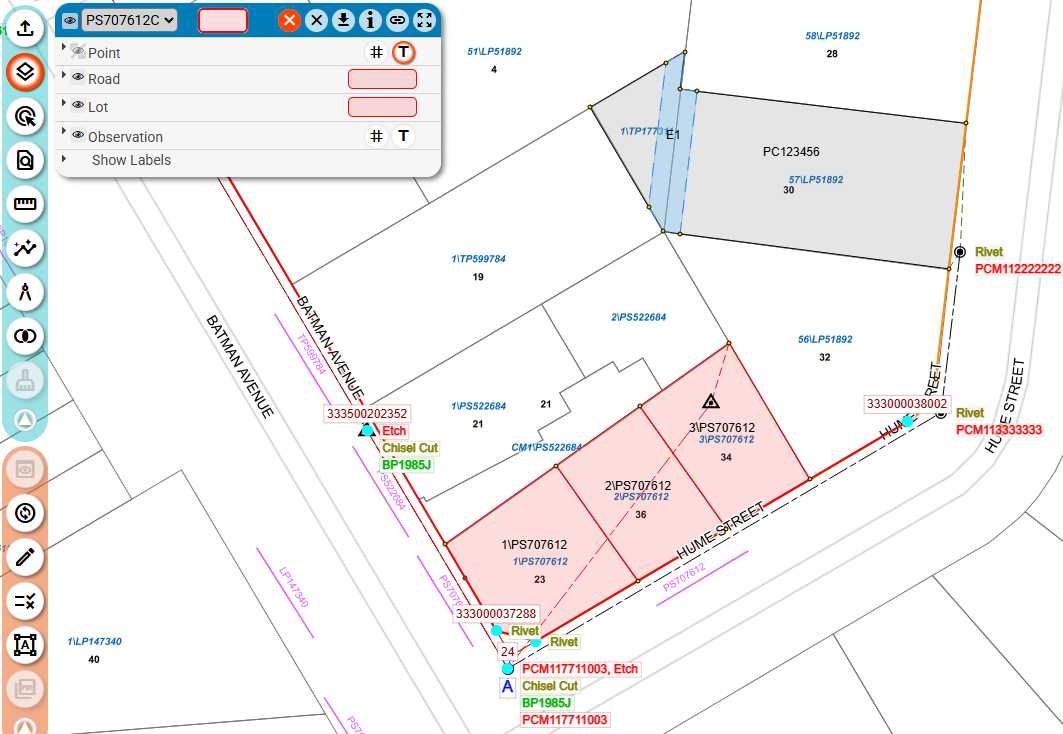 PS707612C
Point
# T
Road
Lot
Observation
# T
Show Labels
51\LP51892
4
58\LP51892
28
E1
PC123456
57\LP51892
30
Rivet
PCM112222222
1\TP599784
19
BATMAN AVENUE
BATMAN AVENUE
TP599784
2\PS522684
56\LP51892
32
HUME STREET
333000038002
Rivet
PCM113333333
333500202352
Etch
Chisel Cut
BP1985J
1\PS522684
21
21
CM1\PS522684
PS522684
3\PS707612
3\PS707612
34
2\PS707612
2\PS707612
36
HUME STREET
HUME STREET
PS707612
1\PS707612
1\PS707612
23
LP147340
1\LP147340
40
333000037288
Rivet
Rivet
24
PCM117711003, Etch
A
Chisel Cut
BP1985J
PCM117711003